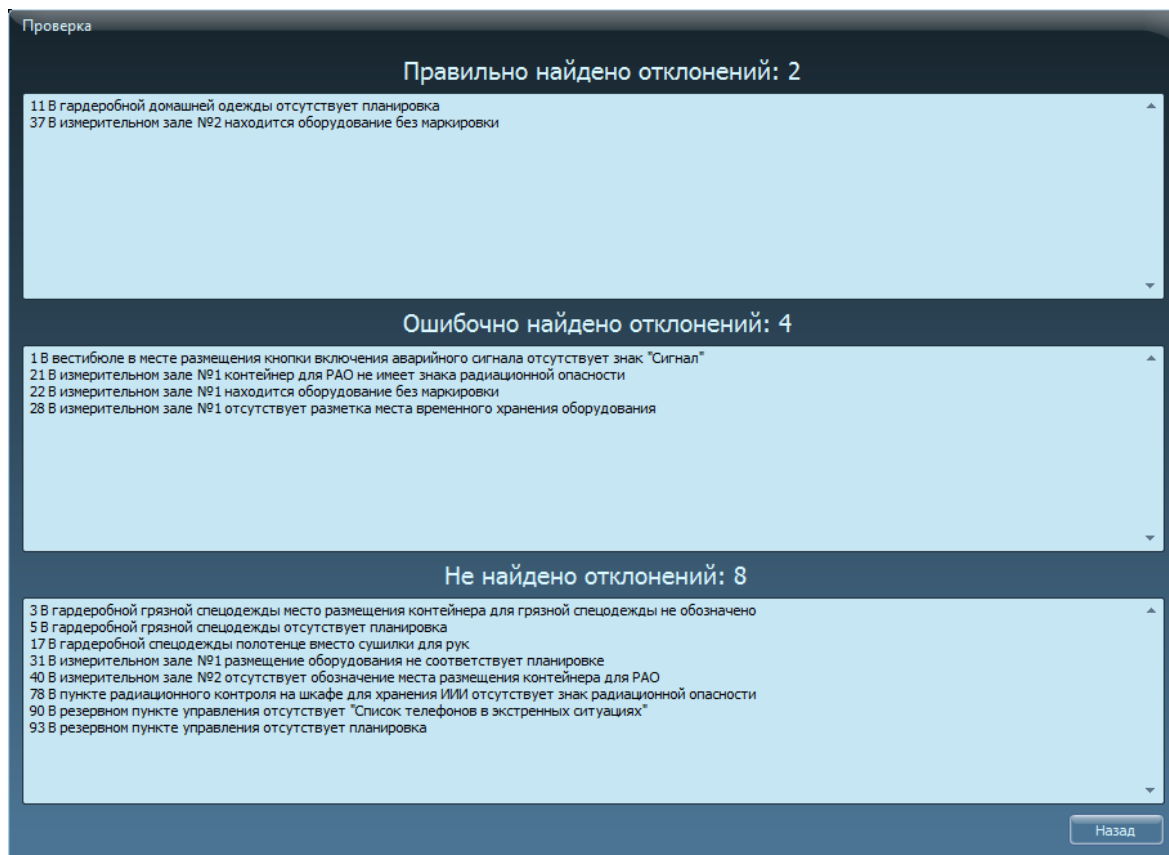 Проверка
Правильно найдено отклонений: 2
11 В гардеробной домашней одежды отсутствует планировка
37 В измерительном зале №2 находится оборудование без маркировки
Ошибочно найдено отклонений: 4
1 В вестибюле в месте размещения кнопки включения аварийного сигнала отсутствует знак "Сигнал"
21 В измерительном зале №1 контейнер для РАО не имеет знака радиационной опасности
22 В измерительном зале №1 находится оборудование без маркировки
28 В измерительном зале №1 отсутствует разметка места временного хранения оборудования
Не найдено отклонений: 8
3 В гардеробной грязной спецодежды место размещения контейнера для грязной спецодежды не обозначено
5 В гардеробной грязной спецодежды отсутствует планировка
17 В гардеробной спецодежды полотенце вместо сушилки для рук
31 В измерительном зале №1 размещение оборудования не соответствует планировке
40 В измерительном зале №2 отсутствует обозначение места размещения контейнера для РАО
78 В пункте радиационного контроля на шкафе для хранения ИИИ отсутствует знак радиационной опасности
90 В резервном пункте управления отсутствует "Список телефонов в экстренных ситуациях"
93 В резервном пункте управления отсутствует планировка
Назад